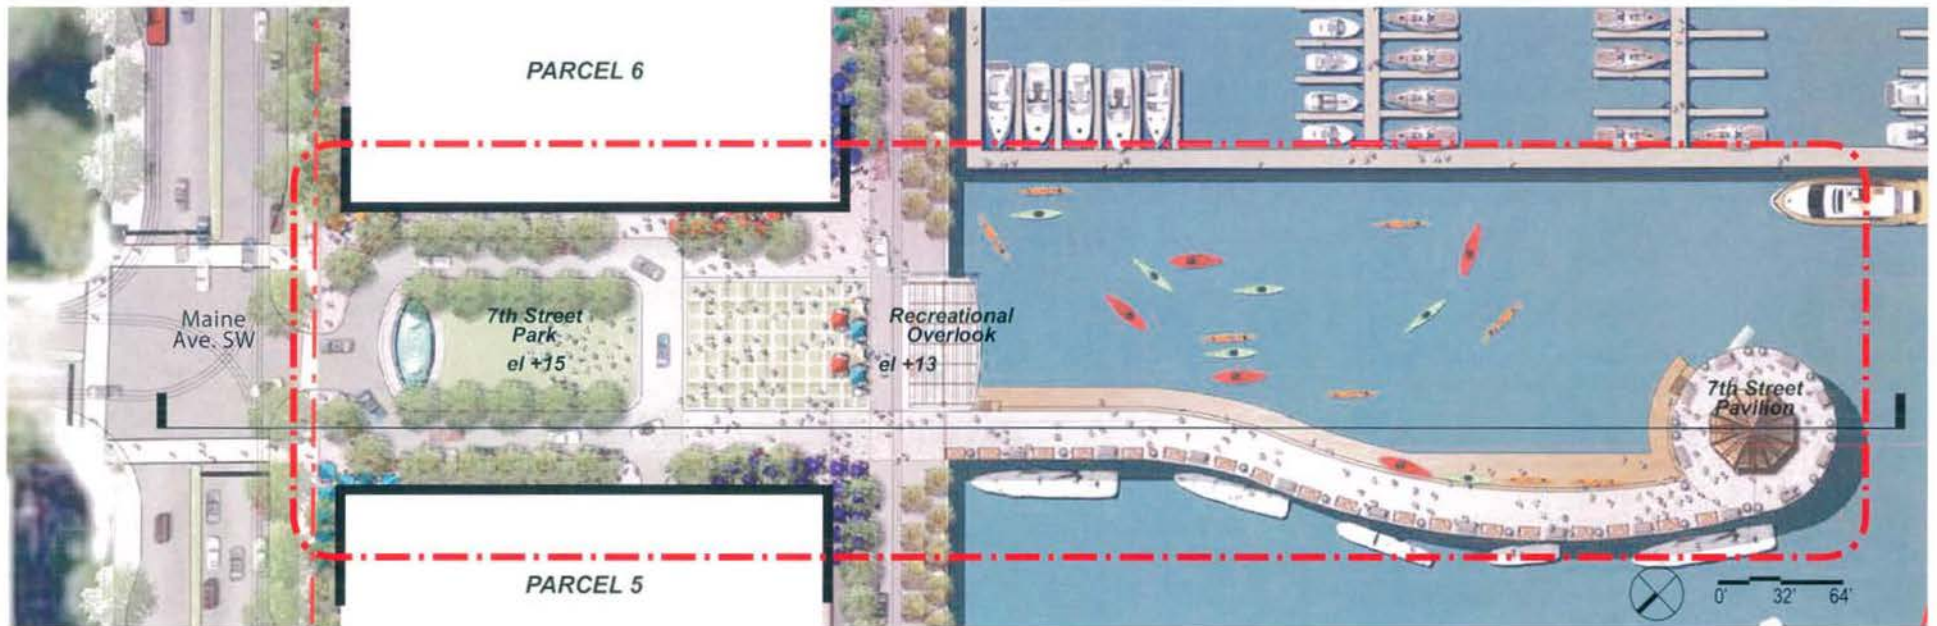 PARCEL 6
Maine
Ave. SW
7th Street
Park
el +15
Recreational
Overlook
el +13
7th Street
Pavilion
PARCEL 5
0' 32' 64'